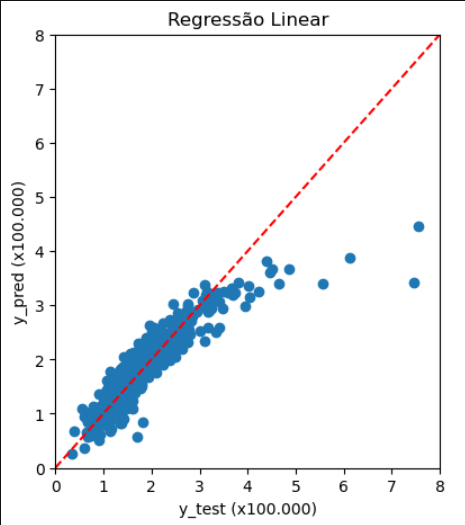 Regressão Linear
8
7
6
5
4
3
2
1
0
y_pred (x100.000)
0 1 2 3 4 5 6 7 8
y_test (x100.000)